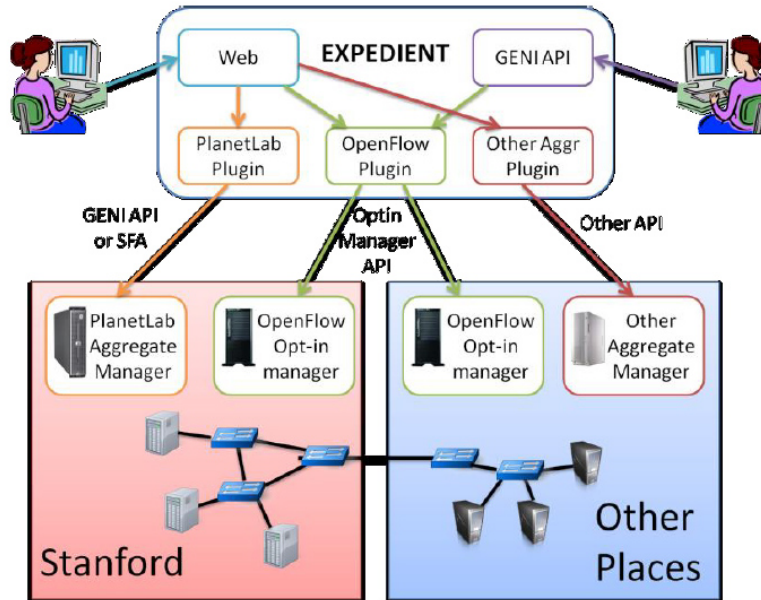 Web
EXPEDIENT
GENI API
PlanetLab
Plugin
OpenFlow
Plugin
Other Aggr
Plugin
GENI API
or SFA
Optin
Manager
API
Other API
PlanetLab
Aggregate
Manager
OpenFlow
Opt-in
manager
OpenFlow
Opt-in
manager
Other
Aggregate
Manager
Stanford
Other
Places